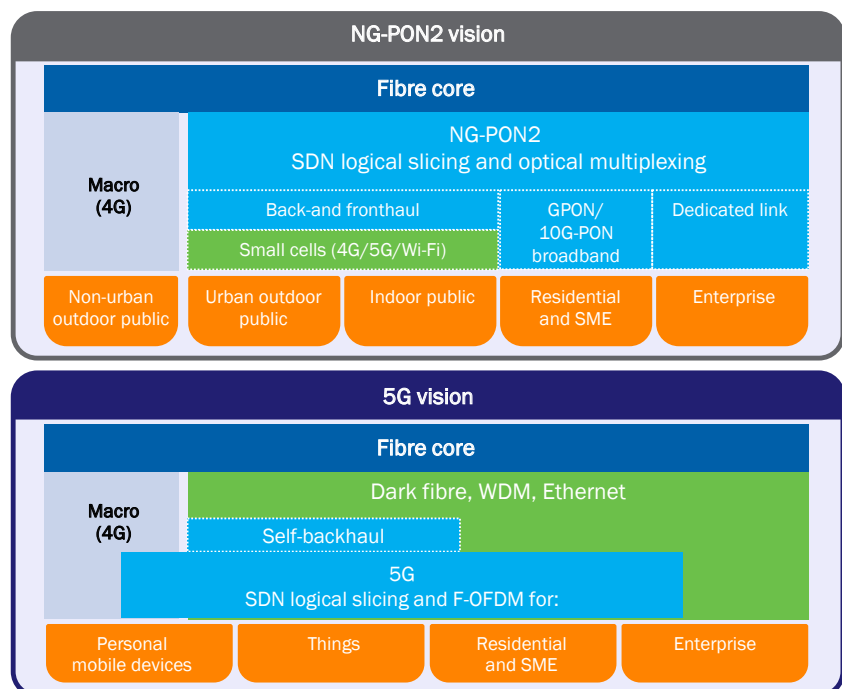 NG-PON2 vision
Fibre core
Macro
(4G)
NG-PON2
SDN logical slicing and optical multiplexing
Back-and fronthaul
Small cells (4G/5G/Wi-Fi)
GPON/
10G-PON
broadband
Dedicated link
Non-urban
outdoor public
Urban outdoor
public
Indoor public
Residential
and SME
Enterprise
5G vision
Fibre core
Macro
(4G)
Dark fibre, WDM, Ethernet
Self-backhaul
5G
SDN logical slicing and F-OFDM for:
Personal
mobile devices
Things
Residential
and SME
Enterprise